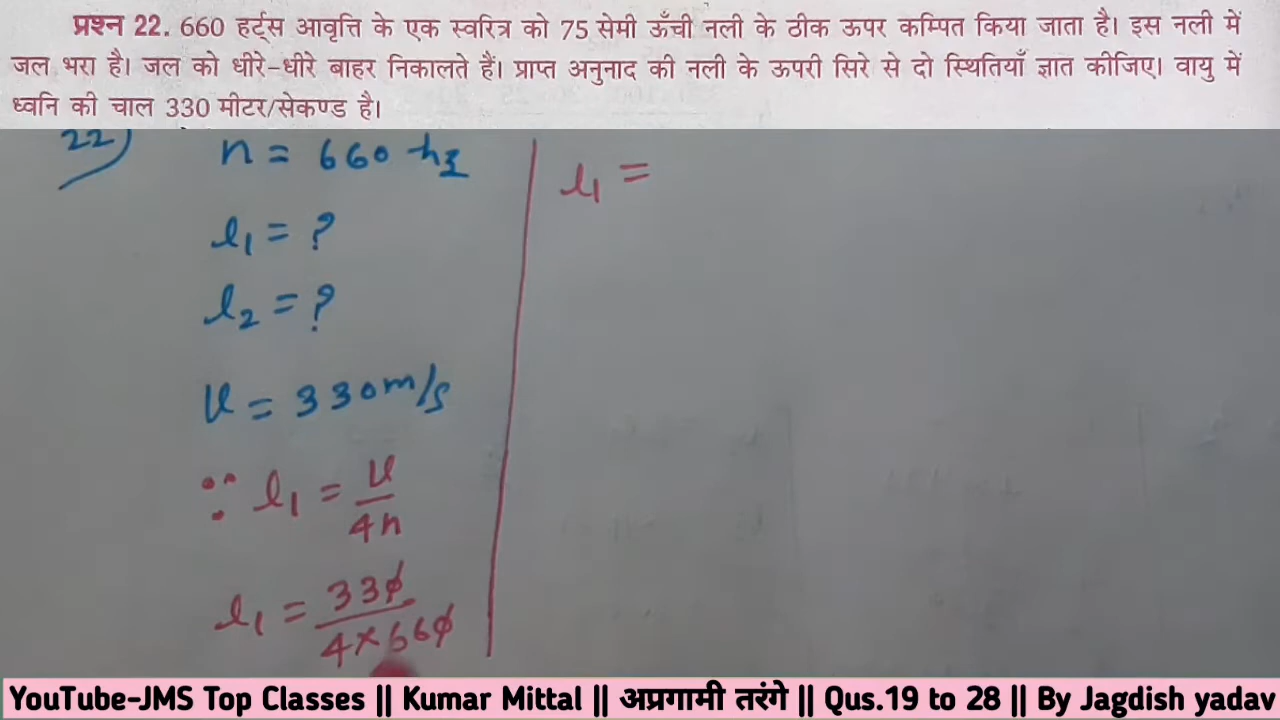 प्रश्न 22. 660 हर्ट्स आवृत्ति के एक स्वरित्र को 75 सेमी ऊँची नली के ठीक ऊपर कम्पित किया जाता है। इस नली में
जल भरा है। जल को धीरे-धीरे बाहर निकालते हैं। प्राप्त अनुनाद की नली के ऊपरी सिरे से दो स्थितियाँ ज्ञात कीजिए। वायु में
ध्वनि की चाल 330 मीटर/सेकण्ड है।
22)
n = 660 hz
l₁ = ?
l₂ = ?
v = 330 m/s
∵ l₁ = v/4n
l₁ = 330/4×660
l₁ =
YouTube-JMS Top Classes || Kumar Mittal || अप्रगामी तरंगे || Qus.19 to 28 || By Jagdish yadav